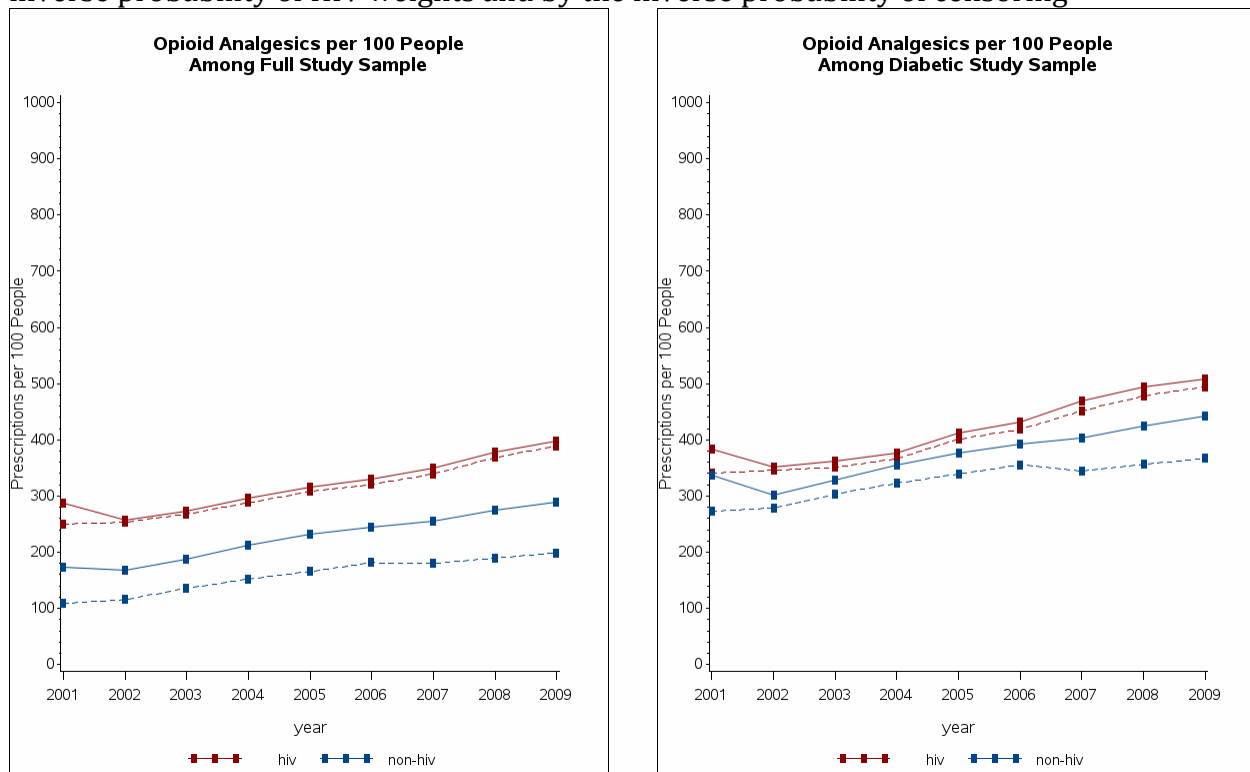 inverse probability of HIV weights and by the inverse probability of censoring
Opioid Analgesics per 100 People
Among Full Study Sample
1000
900
800
700
600
500
400
300
200
100
0
Prescriptions per 100 People
2001 2002 2003 2004 2005 2006 2007 2008 2009
year
hiv non-hiv
Opioid Analgesics per 100 People
Among Diabetic Study Sample
1000
900
800
700
600
500
400
300
200
100
0
Prescriptions per 100 People
2001 2002 2003 2004 2005 2006 2007 2008 2009
year
hiv non-hiv